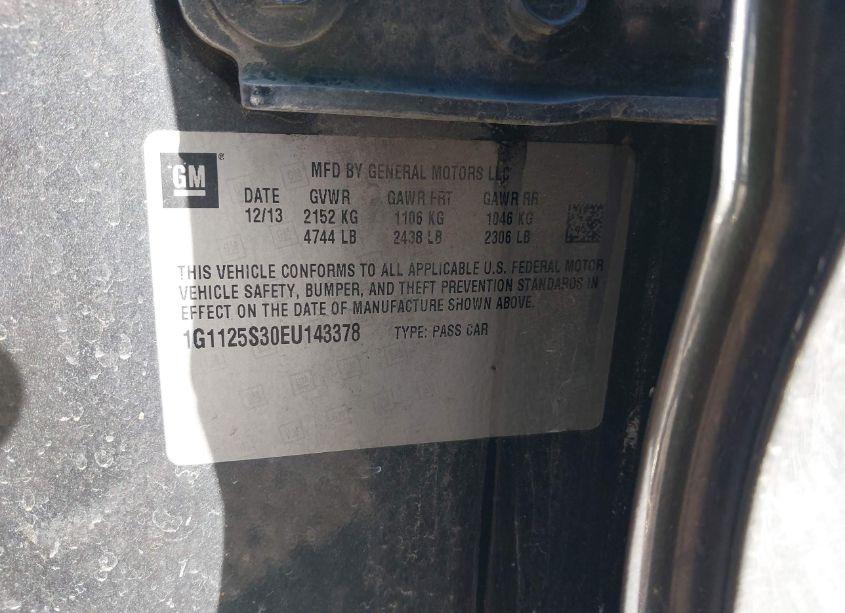 GM®
MFD BY GENERAL MOTORS LLC
DATE GVWR GAWR FRT GAWR RR
12/13 2152 KG 1106 KG 1046 KG
4744 LB 2438 LB 2306 LB
THIS VEHICLE CONFORMS TO ALL APPLICABLE U.S. FEDERAL MOTOR
VEHICLE SAFETY, BUMPER, AND THEFT PREVENTION STANDARDS IN
EFFECT ON THE DATE OF MANUFACTURE SHOWN ABOVE.
1G1125S30EU143378 TYPE: PASS CAR